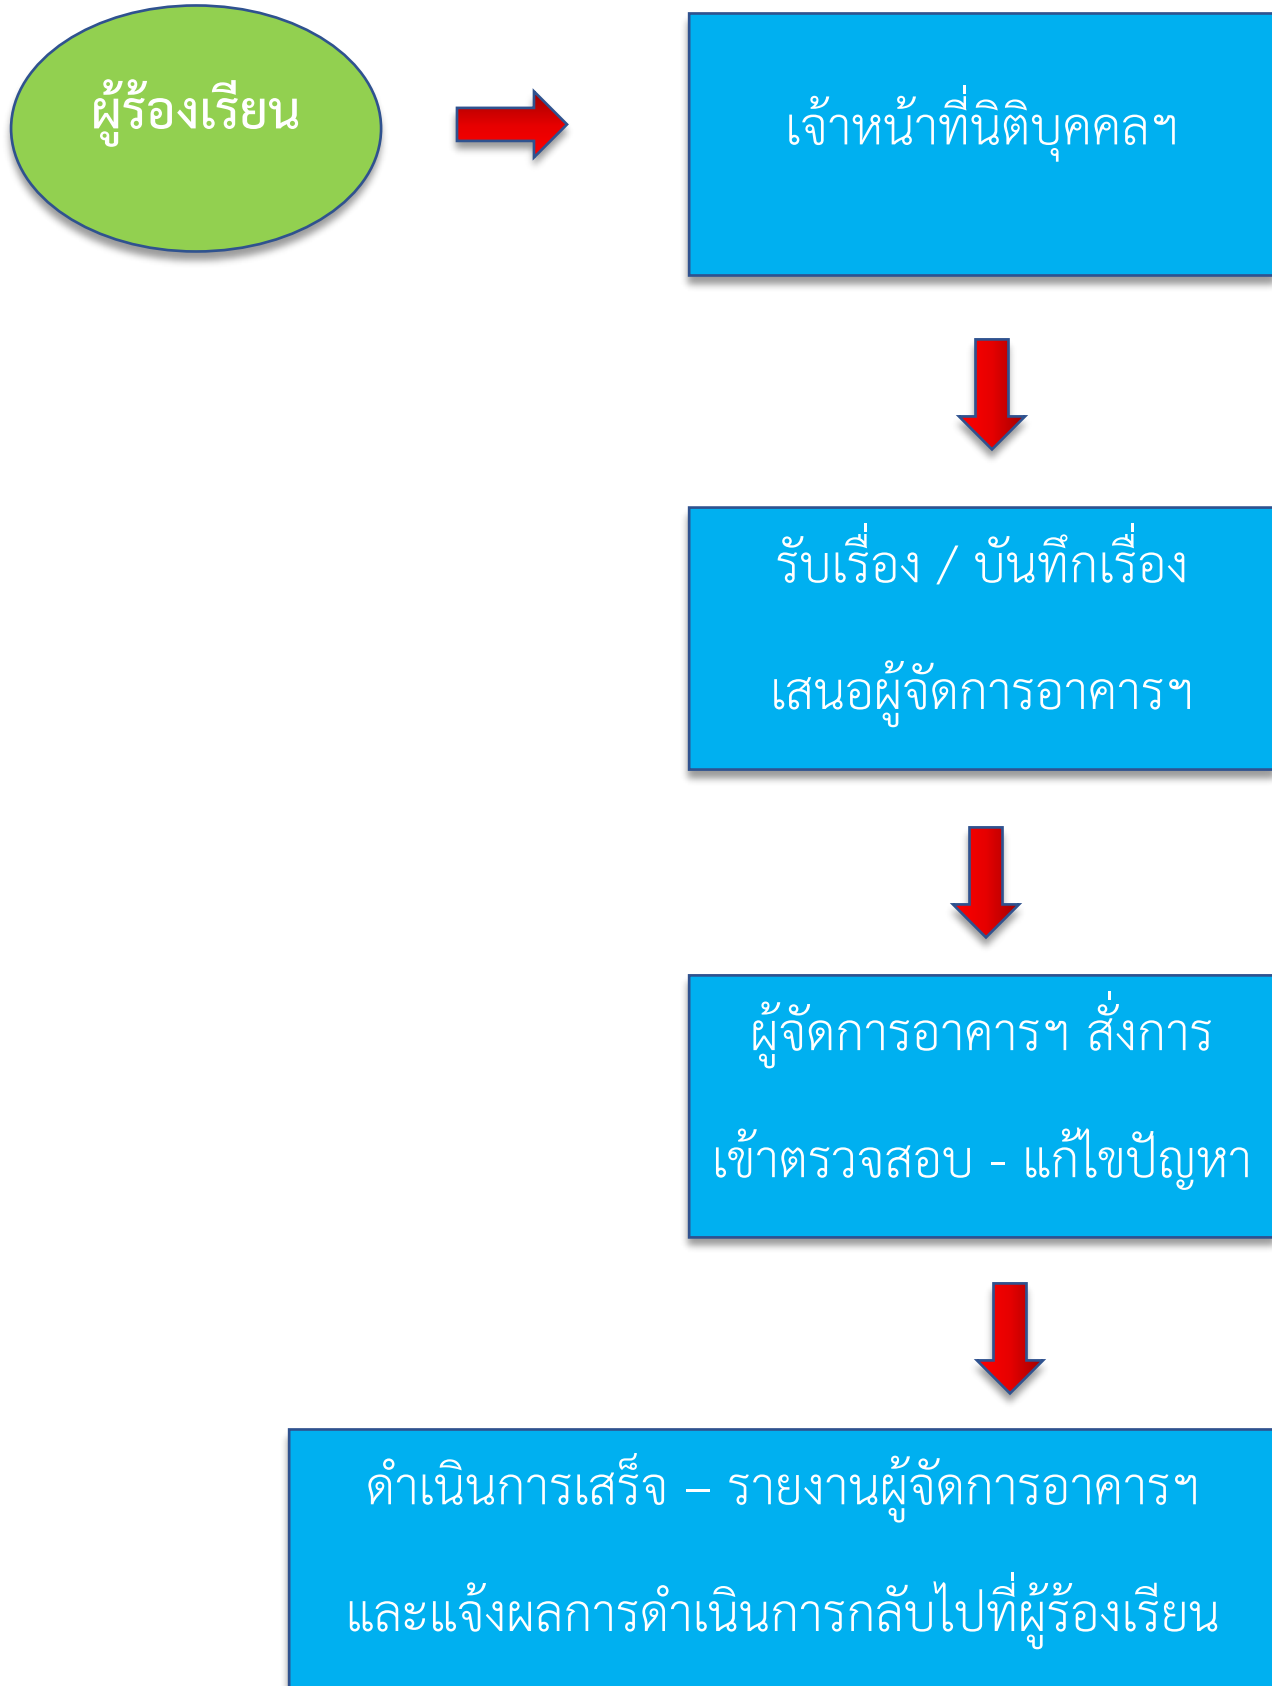 ผู้ร้องเรียน
เจ้าหน้าที่นิติบุคคลฯ
รับเรื่อง / บันทึกเรื่อง
เสนอผู้จัดการอาคารฯ
ผู้จัดการอาคารฯ สั่งการ
เข้าตรวจสอบ - แก้ไขปัญหา
ดำเนินการเสร็จ – รายงานผู้จัดการอาคารฯ
และแจ้งผลการดำเนินการกลับไปที่ผู้ร้องเรียน